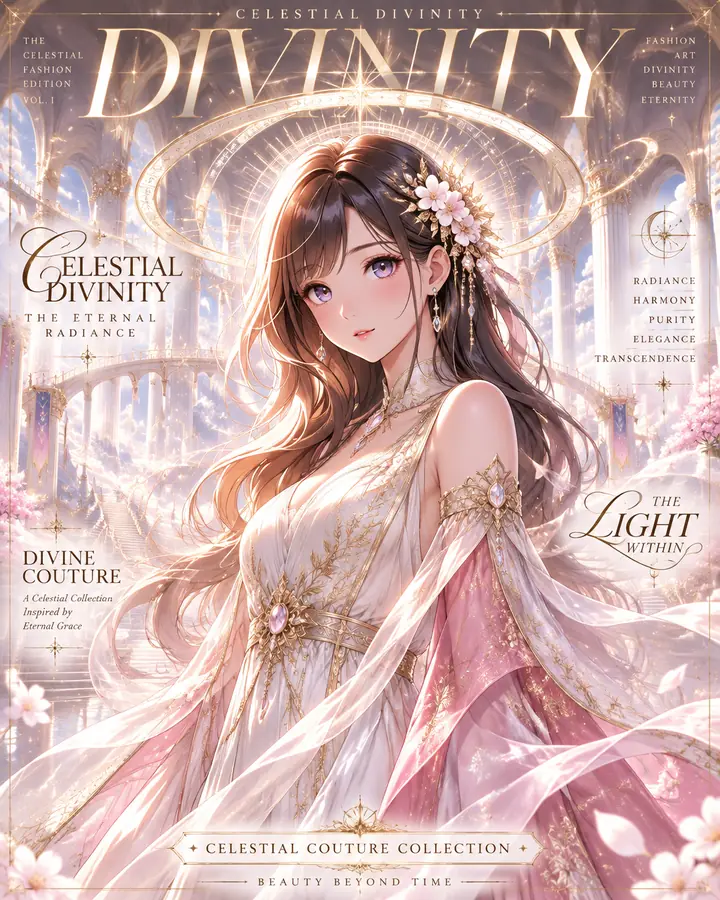 CELESTIAL DIVINITY
DIVINITY
THE
CELESTIAL
FASHION
EDITION
VOL. I
FASHION
ART
DIVINITY
BEAUTY
ETERNITY
CELESTIAL
DIVINITY
THE ETERNAL
RADIANCE
RADIANCE
HARMONY
PURITY
ELEGANCE
TRANSCENDENCE
THE
LIGHT
WITHIN
DIVINE
COUTURE
A Celestial Collection
Inspired by
Eternal Grace
CELESTIAL COUTURE COLLECTION
BEAUTY BEYOND TIME